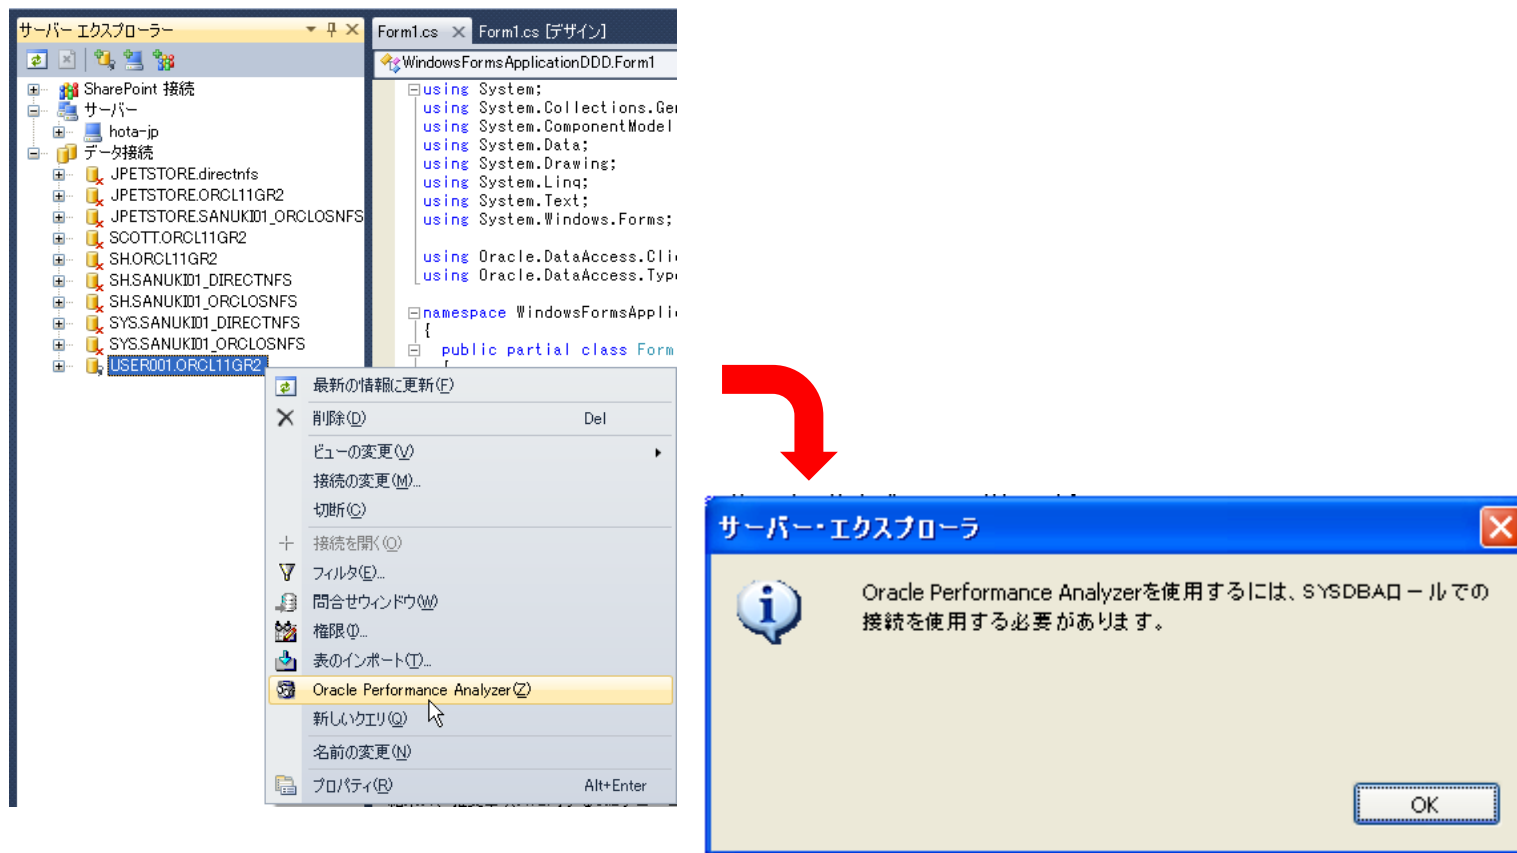 サーバー エクスプローラー
SharePoint 接続
サーバー
hota-jp
データ接続
JPETSTORE.directnfs
JPETSTORE.ORCL11GR2
JPETSTORE.SANUKI01_ORCLOSNFS
SCOTT.ORCL11GR2
SH.ORCL11GR2
SH.SANUKI01_DIRECTNFS
SH.SANUKI01_ORCLOSNFS
SYS.SANUKI01_DIRECTNFS
SYS.SANUKI01_ORCLOSNFS
USER001.ORCL11GR2
Form1.cs
Form1.cs [デザイン]
WindowsFormsApplicationDDD.Form1
using System;
using System.Collections.Ge
using System.ComponentModel
using System.Data;
using System.Drawing;
using System.Linq;
using System.Text;
using System.Windows.Forms;
using Oracle.DataAccess.Cli
using Oracle.DataAccess.Typ
namespace WindowsFormsAppli
{
public partial class Form
最新の情報に更新(F)
削除(D) Del
ビューの変更(V)
接続の変更(M)...
切断(C)
接続を開く(O)
フィルタ(E)...
問合せウィンドウ(W)
権限(I)...
表のインポート(T)...
Oracle Performance Analyzer(Z)
新しいクエリ(Q)
名前の変更(N)
プロパティ(R) Alt+Enter
サーバー・エクスプローラ
Oracle Performance Analyzerを使用するには、SYSDBAロールでの
接続を使用する必要があります。
OK